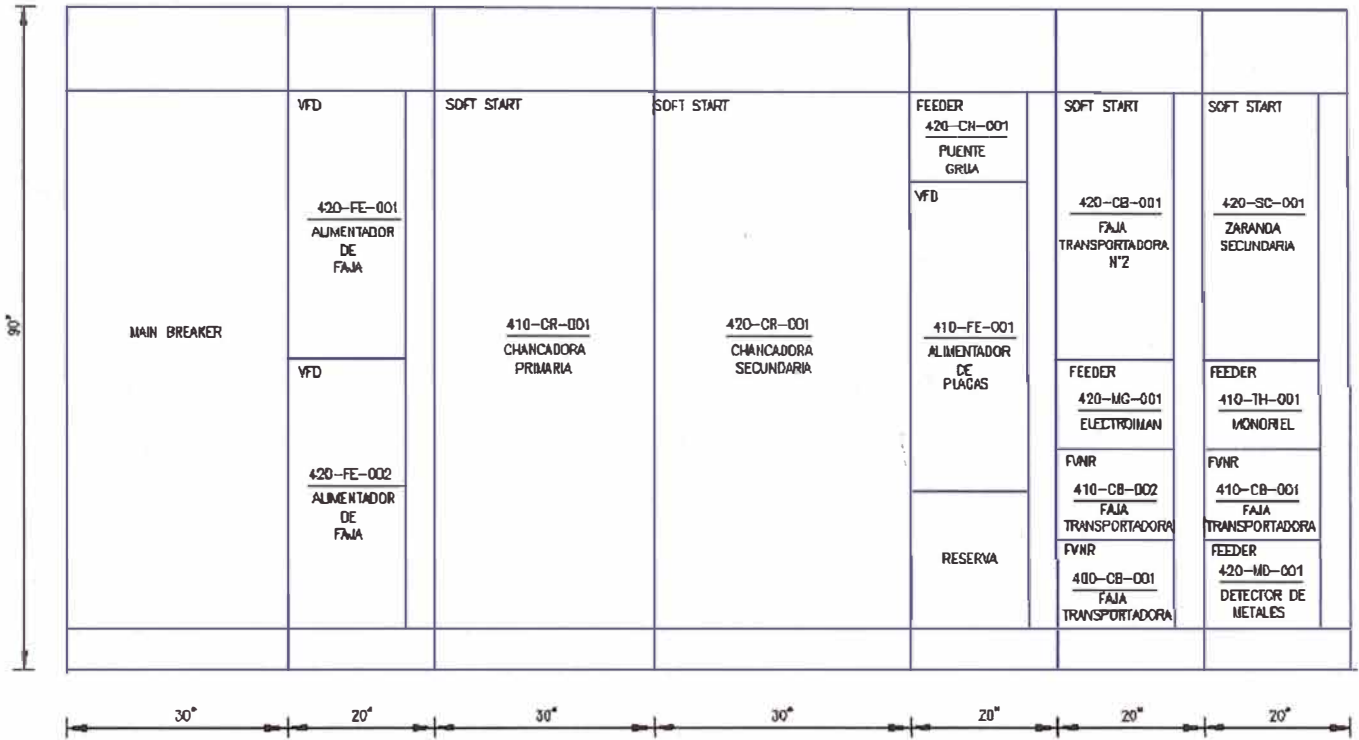 90"
MAIN BREAKER
VFD
420-FE-001
ALIMENTADOR
DE
FAJA
VFD
420-FE-002
ALIMENTADOR
DE
FAJA
SOFT START
410-CR-001
CHANCADORA
PRIMARIA
SOFT START
420-CR-001
CHANCADORA
SECUNDARIA
FEEDER
420-CN-001
PUENTE
GRUA
VFD
410-FE-001
ALIMENTADOR
DE
PLACAS
RESERVA
SOFT START
420-CB-001
FAJA
TRANSPORTADORA
N°2
FEEDER
420-MG-001
ELECTROIMAN
FVNR
410-CB-002
FAJA
TRANSPORTADORA
FVNR
400-CB-001
FAJA
TRANSPORTADORA
SOFT START
420-SC-001
ZARANDA
SECUNDARIA
FEEDER
410-TH-001
MONORIEL
FVNR
410-CB-001
FAJA
TRANSPORTADORA
FEEDER
420-MD-001
DETECTOR DE
METALES
30" 20" 30" 30" 20" 20" 20"